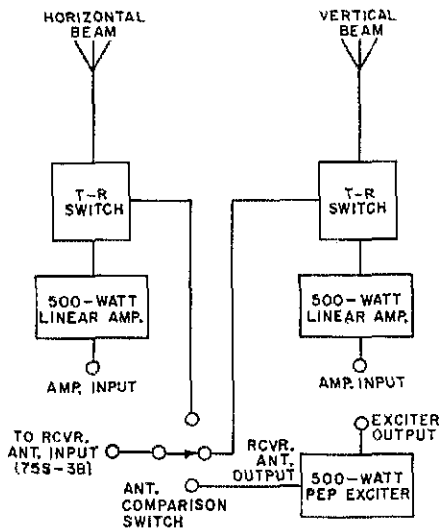 HORIZONTAL
BEAM
VERTICAL
BEAM
T-R
SWITCH
T-R
SWITCH
500-WATT
LINEAR AMP.
500-WATT
LINEAR AMP.
AMP. INPUT
AMP. INPUT
TO RCVR.
ANT. INPUT
(75S-3B)
ANT.
COMPARISON
SWITCH
RCVR.
ANT.
OUTPUT
EXCITER
OUTPUT
500-WATT
PEP EXCITER